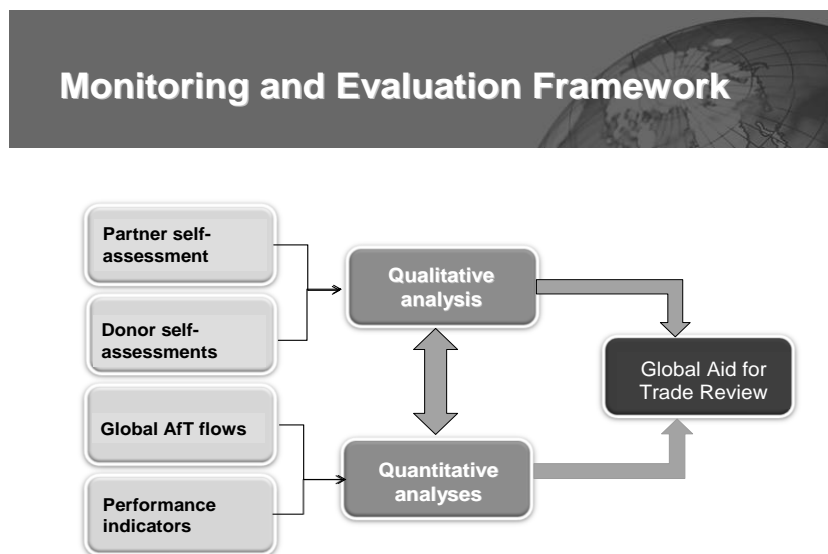 Monitoring and Evaluation Framework
Partner self-
assessment
Donor self-
assessments
Global AfT flows
Performance
indicators
Qualitative
analysis
Quantitative
analyses
Global Aid for
Trade Review